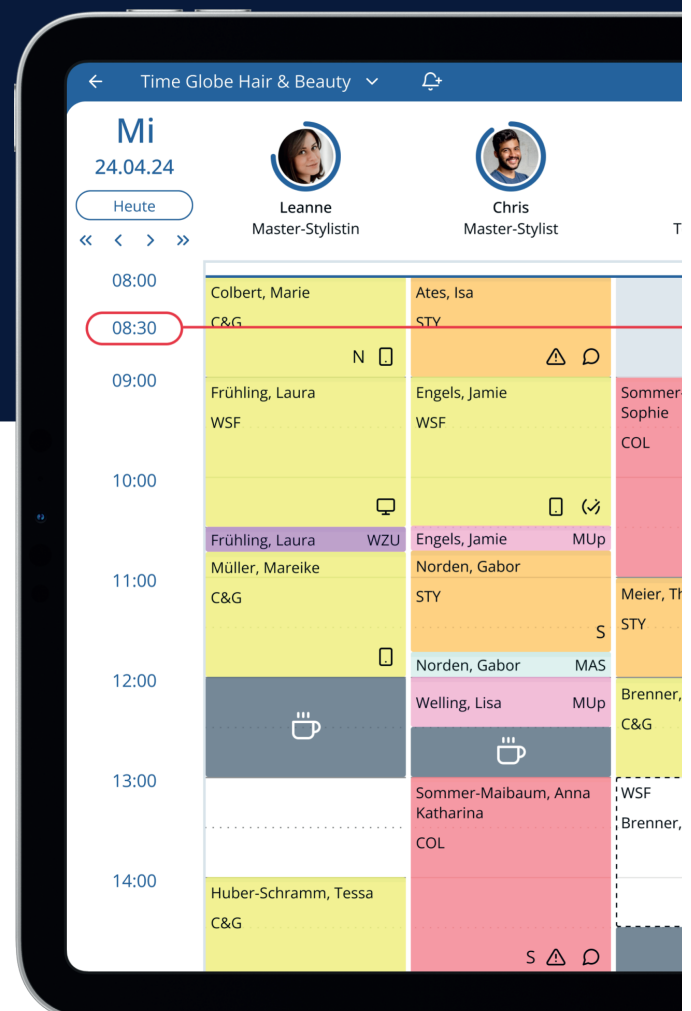 Time Globe Hair & Beauty
Mi
24.04.24
Heute
Leanne
Master-Stylistin
Chris
Master-Stylist
T
08:00
08:30
09:00
10:00
11:00
12:00
13:00
14:00
Colbert, Marie
C&G
N
Frühling, Laura
WSF
Frühling, Laura WZU
Müller, Mareike
C&G
Huber-Schramm, Tessa
C&G
Ates, Isa
STY
Engels, Jamie
WSF
Engels, Jamie MUp
Norden, Gabor
STY
S
Norden, Gabor MAS
Welling, Lisa MUp
Sommer-Maibaum, Anna
Katharina
COL
S
Sommer-
Sophie
COL
Meier, Th
STY
Brenner,
C&G
WSF
Brenner,